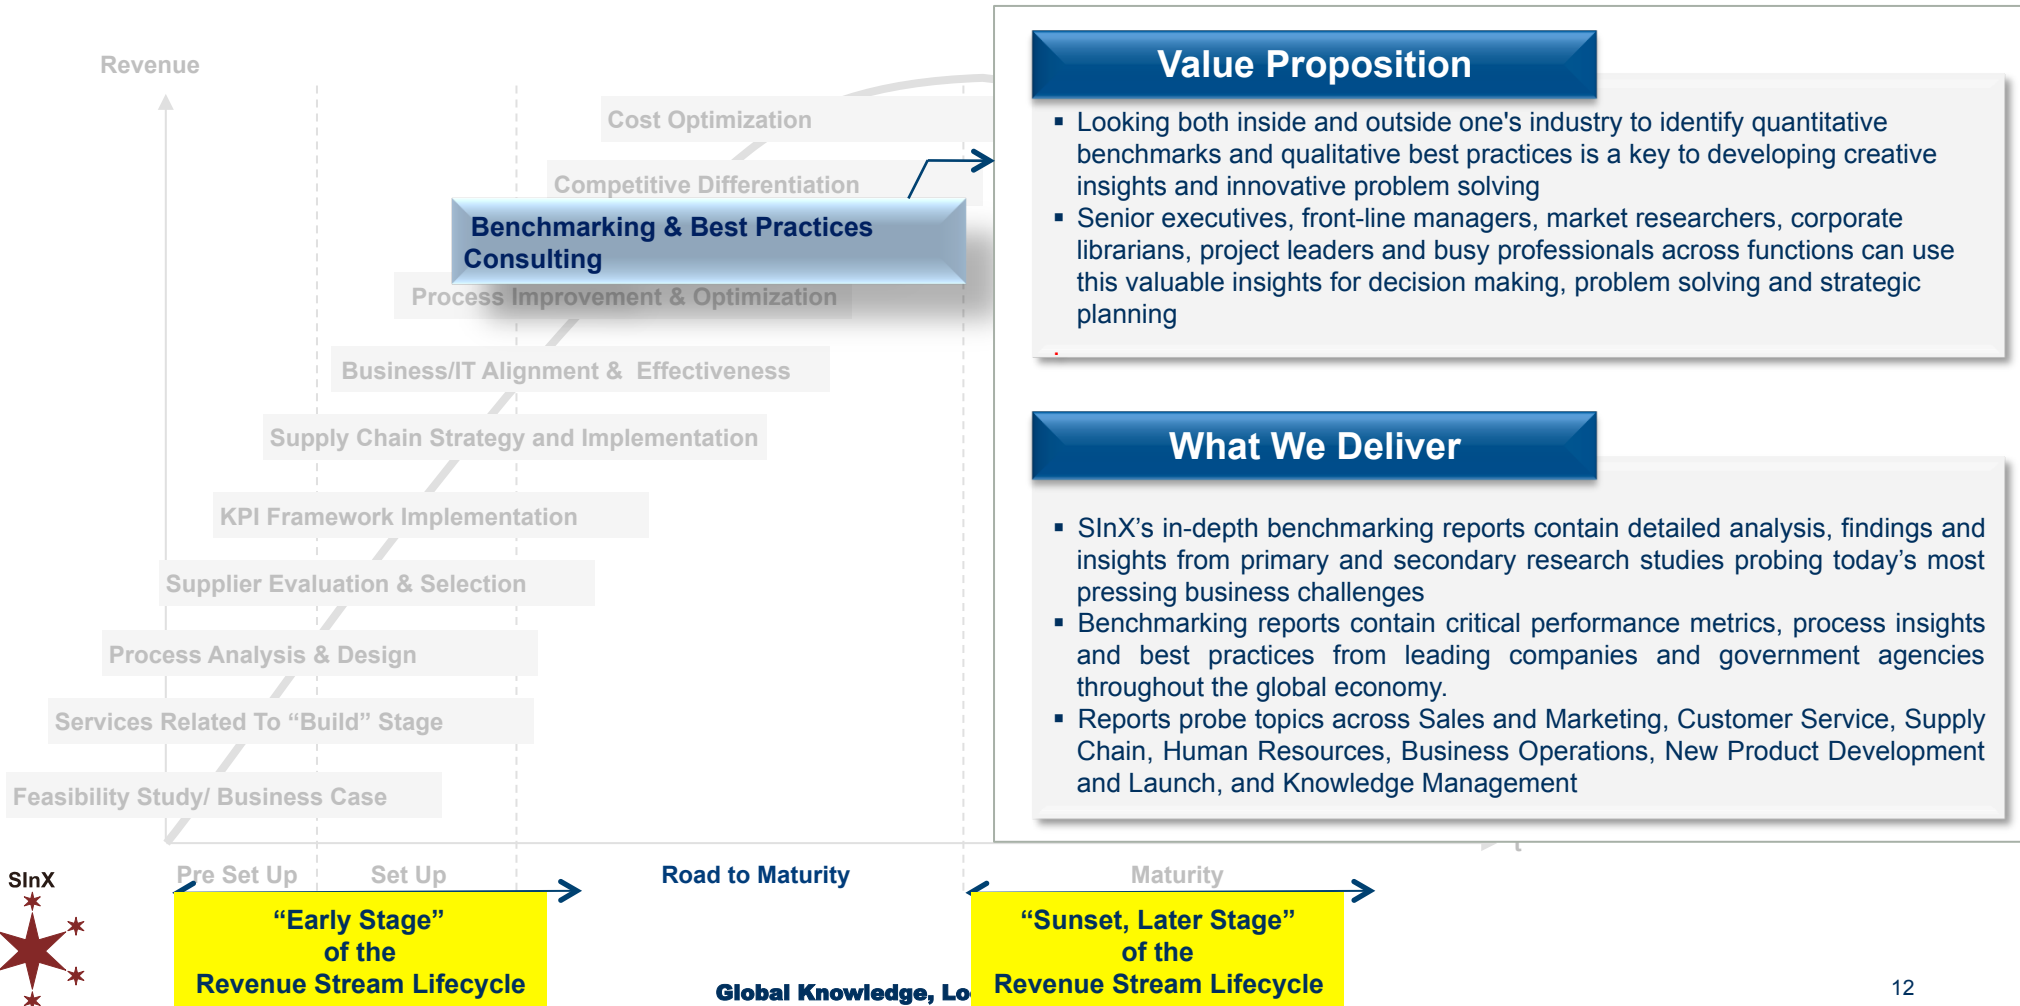 Revenue
Cost Optimization
Competitive Differentiation
Benchmarking & Best Practices
Consulting
Process Improvement & Optimization
Business/IT Alignment & Effectiveness
Supply Chain Strategy and Implementation
KPI Framework Implementation
Supplier Evaluation & Selection
Process Analysis & Design
Services Related To “Build” Stage
Feasibility Study/ Business Case
Value Proposition
▪ Looking both inside and outside one's industry to identify quantitative
benchmarks and qualitative best practices is a key to developing creative
insights and innovative problem solving
▪ Senior executives, front-line managers, market researchers, corporate
librarians, project leaders and busy professionals across functions can use
this valuable insights for decision making, problem solving and strategic
planning
.
What We Deliver
▪ SInX’s in-depth benchmarking reports contain detailed analysis, findings and
insights from primary and secondary research studies probing today’s most
pressing business challenges
▪ Benchmarking reports contain critical performance metrics, process insights
and best practices from leading companies and government agencies
throughout the global economy.
▪ Reports probe topics across Sales and Marketing, Customer Service, Supply
Chain, Human Resources, Business Operations, New Product Development
and Launch, and Knowledge Management
Pre Set Up
Set Up
Road to Maturity
Maturity
SInX
“Early Stage”
of the
Revenue Stream Lifecycle
“Sunset, Later Stage”
of the
Revenue Stream Lifecycle
Global Knowledge,
12